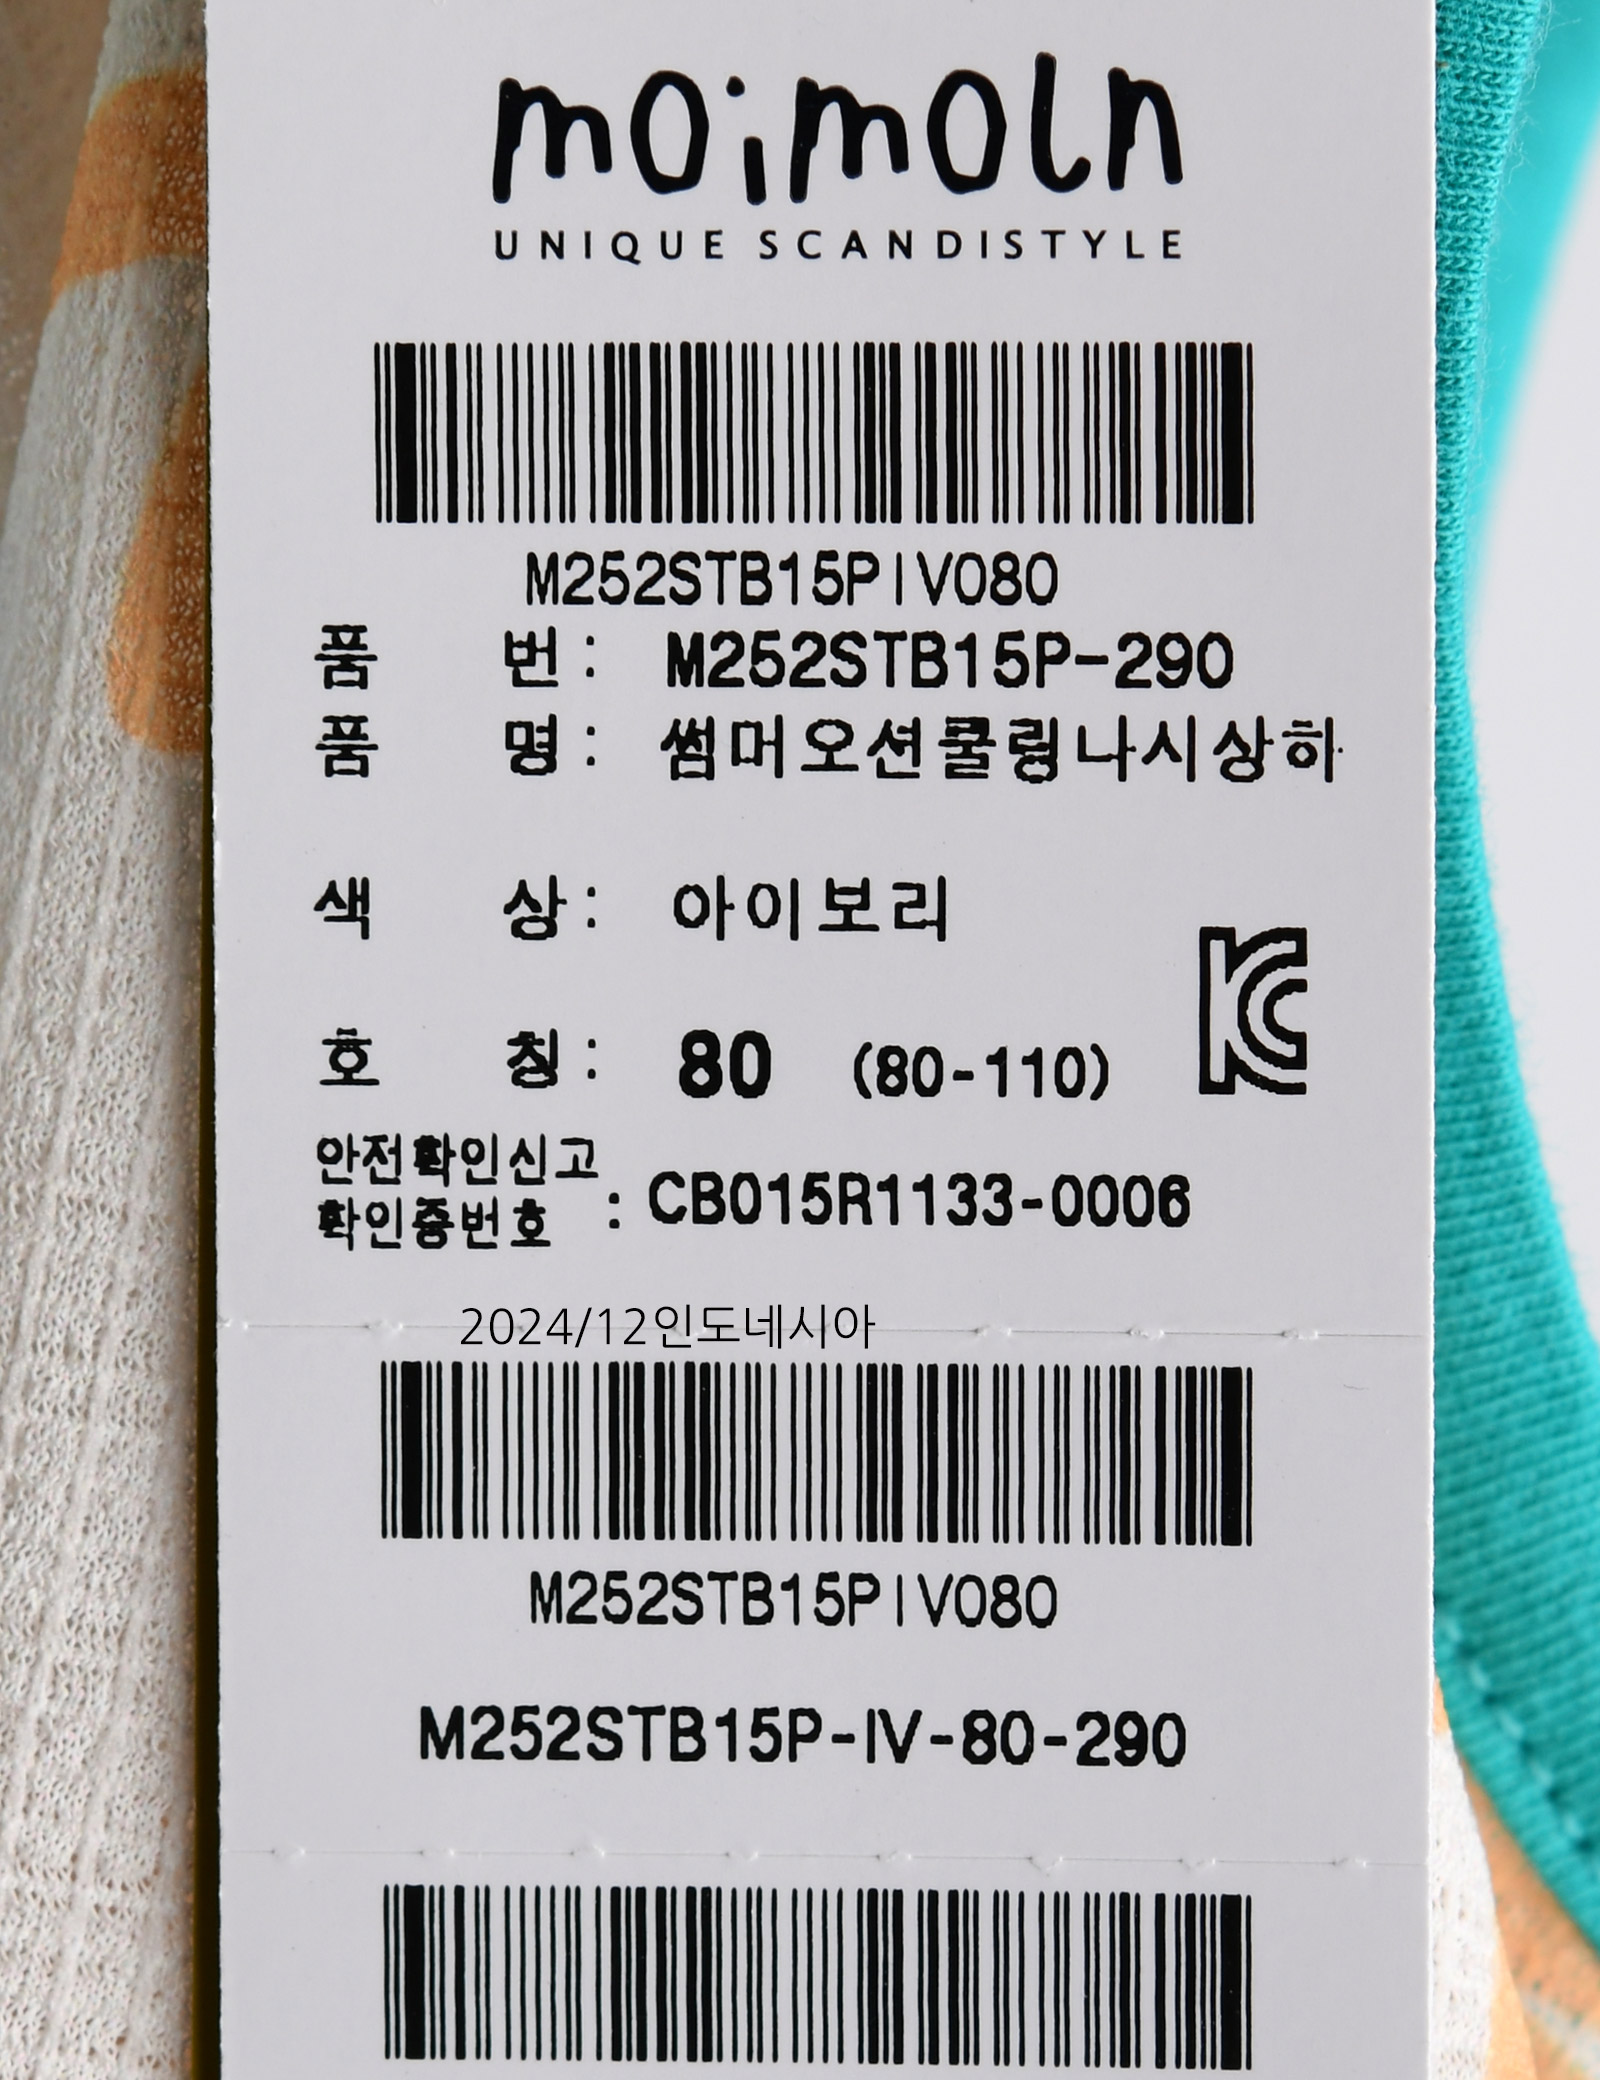 moimoln
UNIQUE SCANDISTYLE
M252STB15PIV080
품 번 : M252STB15P-290
품 명 : 썸머오션쿨링나시상하
색 상 : 아이보리
KC
호 칭 : 80 (80-110)
안전확인신고
확인증번호 : CB015R1133-0006
2024/12인도네시아
M252STB15PIV080
M252STB15P-IV-80-290